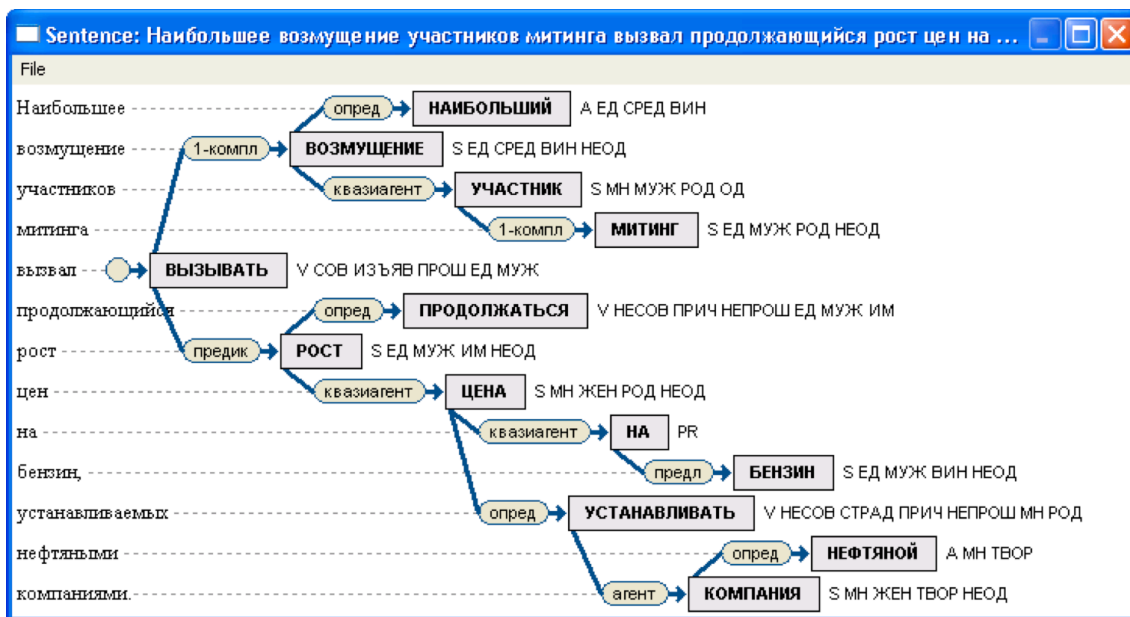 Sentence: Наибольшее возмущение участников митинга вызвал продолжающийся рост цен на ...
File
Наибольшее опред НАИБОЛЬШИЙ А ЕД СРЕД ВИН
возмущение 1-компл ВОЗМУЩЕНИЕ S ЕД СРЕД ВИН НЕОД
участников квазиагент УЧАСТНИК S МН МУЖ РОД ОД
митинга 1-компл МИТИНГ S ЕД МУЖ РОД НЕОД
вызвал ВЫЗЫВАТЬ V СОВ ИЗЪЯВ ПРОШ ЕД МУЖ
продолжающийся опред ПРОДОЛЖАТЬСЯ V НЕСОВ ПРИЧ НЕПРОШ ЕД МУЖ ИМ
рост предик РОСТ S ЕД МУЖ ИМ НЕОД
цен квазиагент ЦЕНА S МН ЖЕН РОД НЕОД
на квазиагент НА PR
бензин, предл БЕНЗИН S ЕД МУЖ ВИН НЕОД
устанавливаемых опред УСТАНАВЛИВАТЬ V НЕСОВ СТРАД ПРИЧ НЕПРОШ МН РОД
нефтяными опред НЕФТЯНОЙ А МН ТВОР
компаниями. агент КОМПАНИЯ S МН ЖЕН ТВОР НЕОД